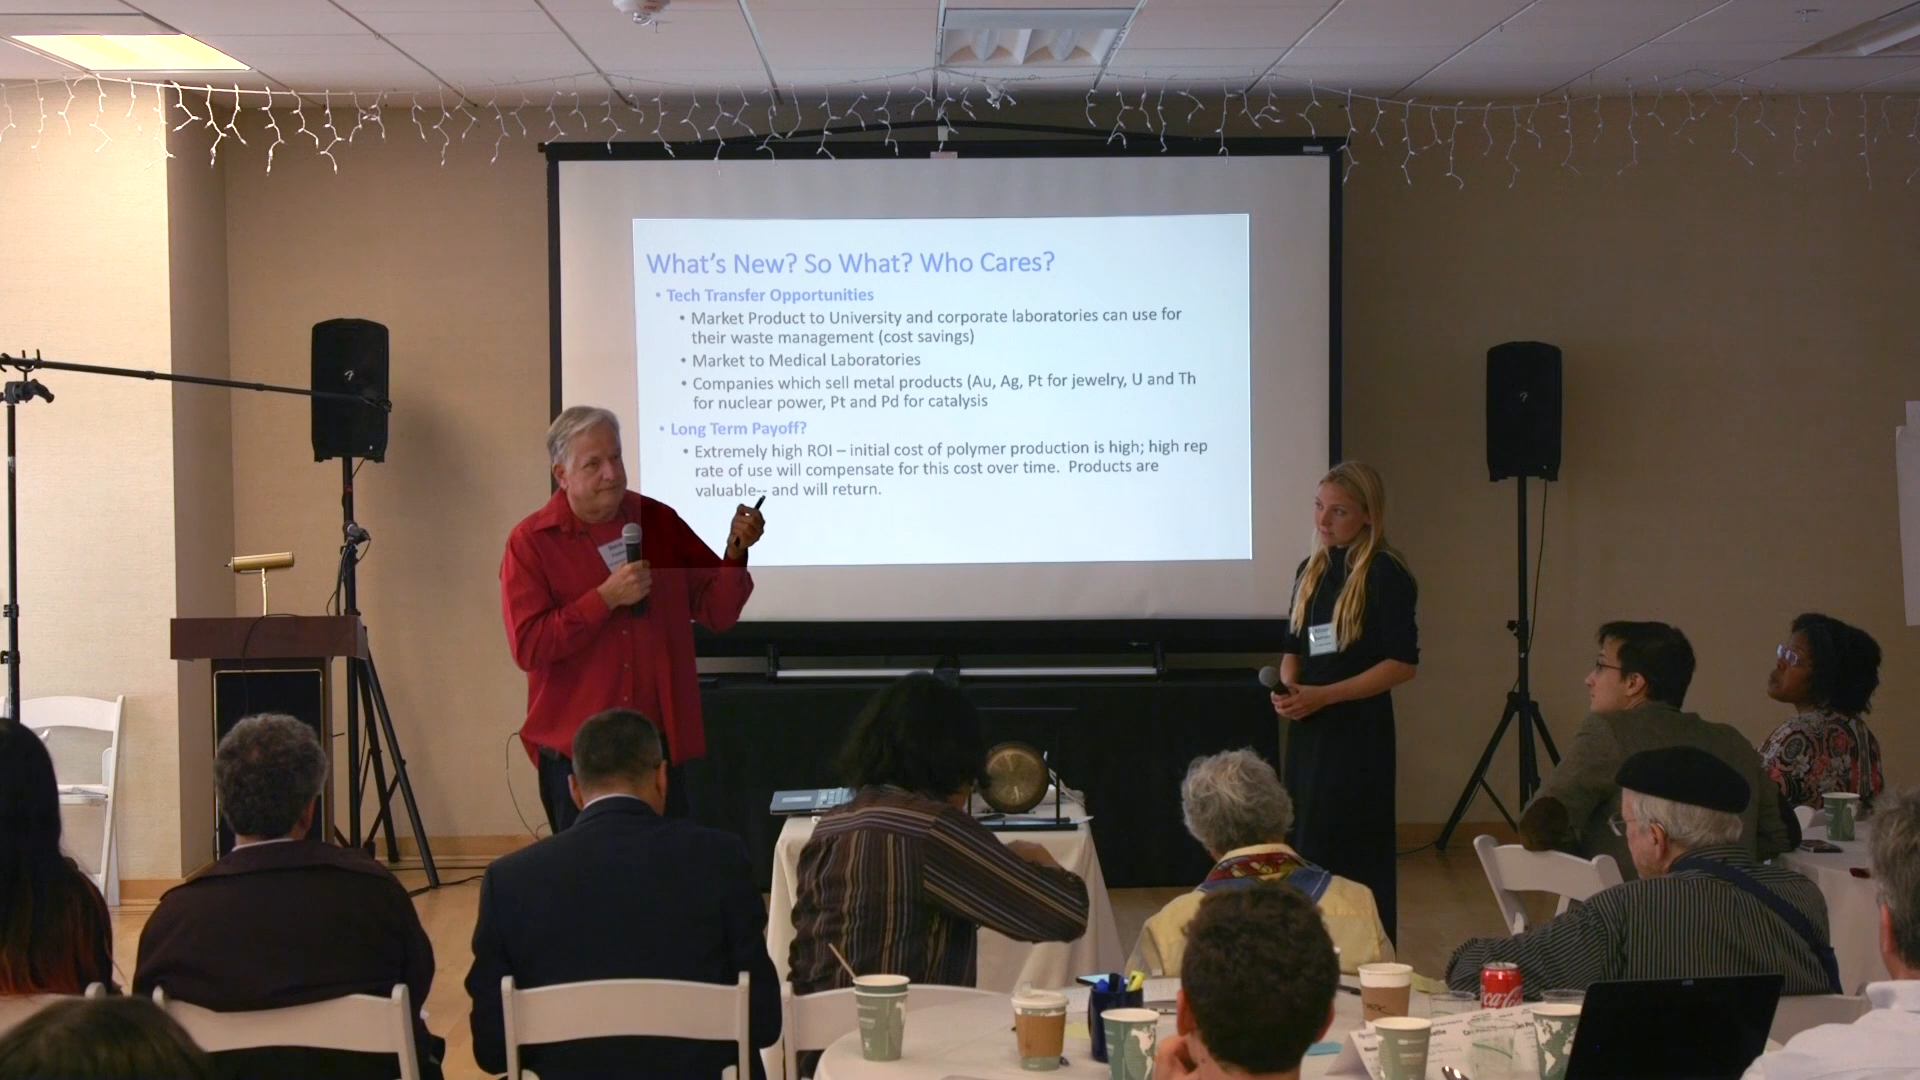 What's New? So What? Who Cares?
• Tech Transfer Opportunities
• Market Product to University and corporate laboratories can use for
their waste management (cost savings)
• Market to Medical Laboratories
• Companies which sell metal products (Au, Ag, Pt for jewelry, U and Th
for nuclear power, Pt and Pd for catalysis
• Long Term Payoff?
• Extremely high ROI – initial cost of polymer production is high; high rep
rate of use will compensate for this cost over time. Products are
valuable-- and will return.